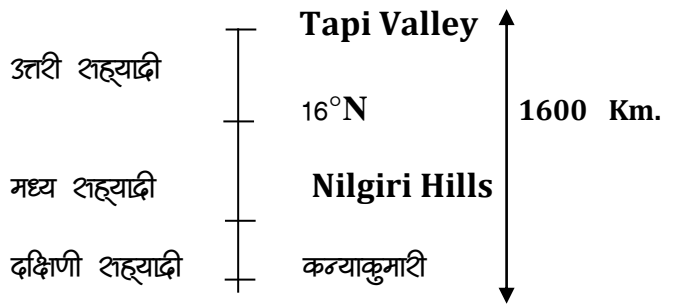 Tapi Valley
उत्तरी सह्याद्री
16°N
1600 Km.
मध्य सह्याद्री
Nilgiri Hills
दक्षिणी सह्याद्री
कन्याकुमारी